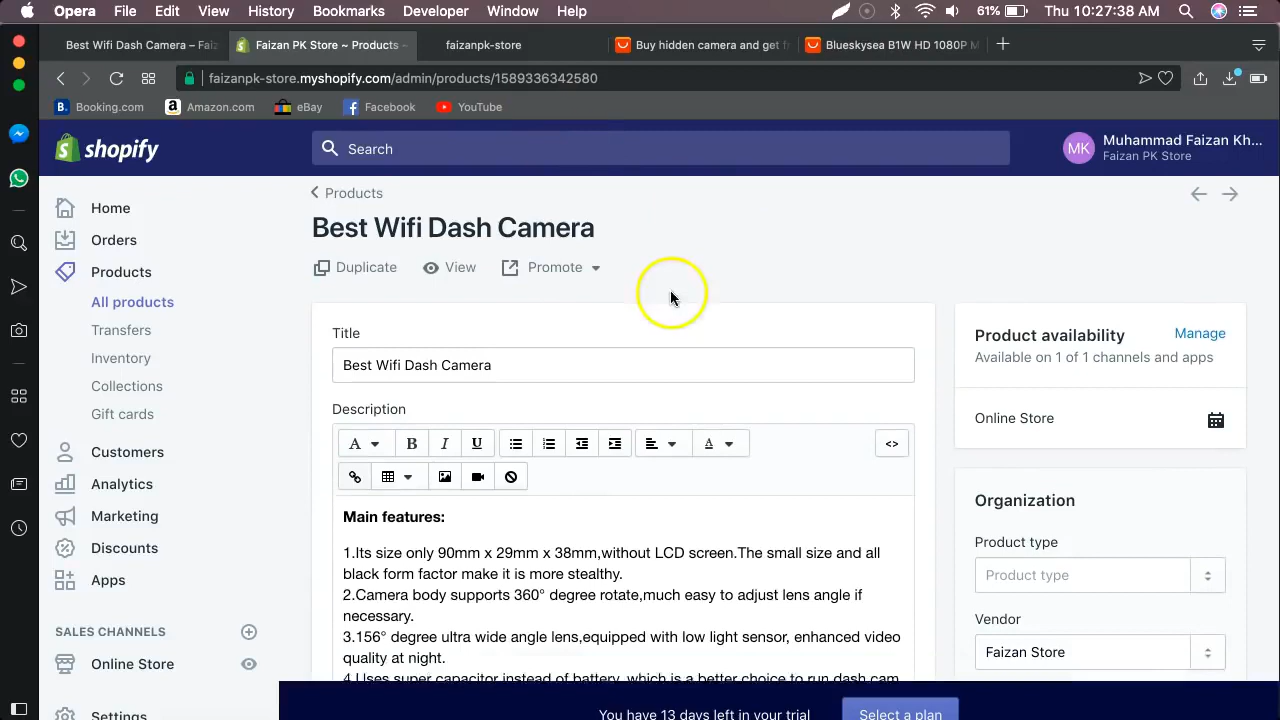 Opera File Edit View History Bookmarks Developer Window Help 61% Thu 10:27:38 AM
Best Wifi Dash Camera – Faiz
Faizan PK Store ~ Products ~
faizanpk-store
Buy hidden camera and get f
Blueskysea B1W HD 1080P M
faizanpk-store.myshopify.com/admin/products/1589336342580
Booking.com Amazon.com eBay Facebook YouTube
shopify
Search
MK
Muhammad Faizan Kh...
Faizan PK Store
Home
Orders
Products
All products
Transfers
Inventory
Collections
Gift cards
Customers
Analytics
Marketing
Discounts
Apps
SALES CHANNELS
Online Store
Settings
Products
Best Wifi Dash Camera
Duplicate View Promote
Title
Best Wifi Dash Camera
Description
A B I U A <>
Main features:
1.Its size only 90mm x 29mm x 38mm,without LCD screen.The small size and all
black form factor make it is more stealthy.
2.Camera body supports 360° degree rotate,much easy to adjust lens angle if
necessary.
3.156° degree ultra wide angle lens,equipped with low light sensor, enhanced video
quality at night.
4.Uses super capacitor instead of battery, which is a better choice to run dash cam
Product availability Manage
Available on 1 of 1 channels and apps
Online Store
Organization
Product type
Product type
Vendor
Faizan Store
You have 13 days left in your trial
Select a plan